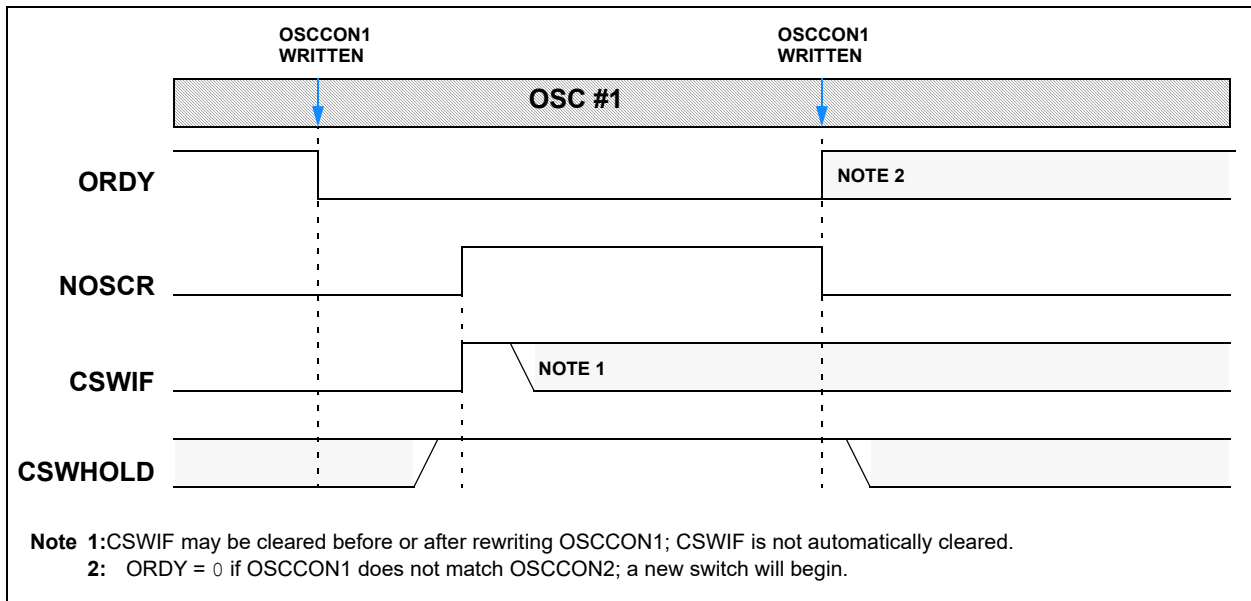 OSCCON1
WRITTEN
OSCCON1
WRITTEN
OSC #1
ORDY
NOTE 2
NOSCR
CSWIF
NOTE 1
CSWHOLD
Note 1:CSWIF may be cleared before or after rewriting OSCCON1; CSWIF is not automatically cleared.
2: ORDY = 0 if OSCCON1 does not match OSCCON2; a new switch will begin.